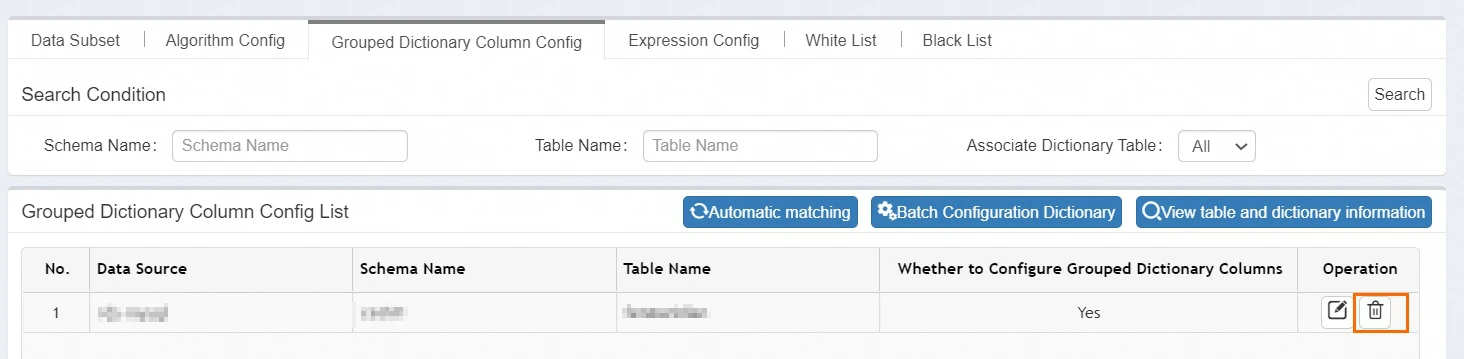 Data Subset | Algorithm Config Grouped Dictionary Column Config Expression Config | White List | Black List
Search Condition Search
Schema Name: Schema Name Table Name: Table Name Associate Dictionary Table: All
Grouped Dictionary Column Config List Automatic matching Batch Configuration Dictionary View table and dictionary information
No. Data Source Schema Name Table Name Whether to Configure Grouped Dictionary Columns Operation
1 Yes